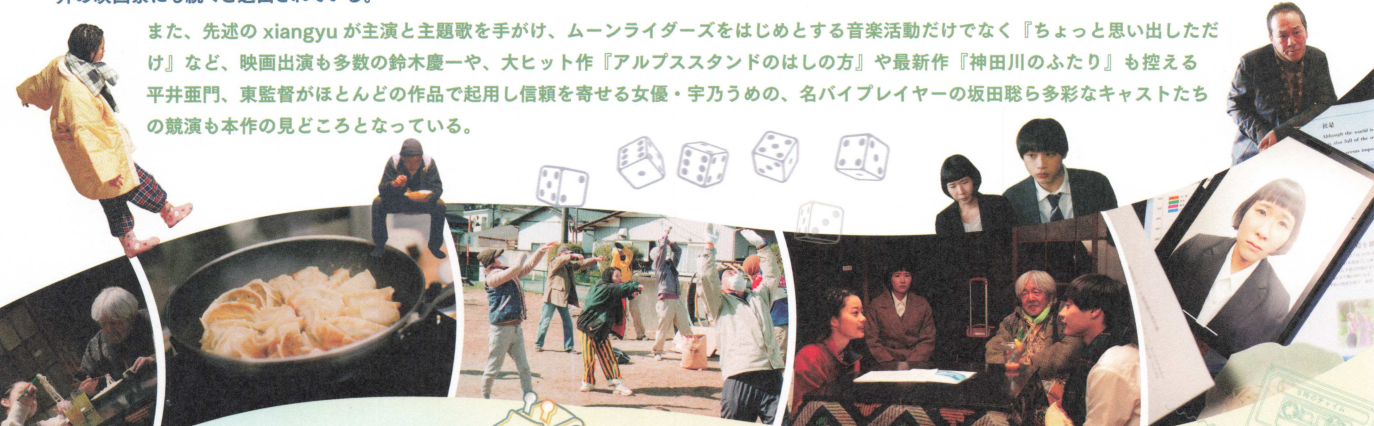 また、先述の xiangyu が主演と主題歌を手がけ、ムーンライダーズをはじめとする音楽活動だけでなく『ちょっと思い出しただ
け』など、映画出演も多数の鈴木慶一や、大ヒット作『アルプススタンドのはしの方』や最新作『神田川のふたり』も控える
平井亜門、東監督がほとんどの作品で起用し信頼を寄せる女優・宇乃うめの、名バイプレイヤーの坂田聡ら多彩なキャストたち
の競演も本作の見どころとなっている。
社是
Although the world is